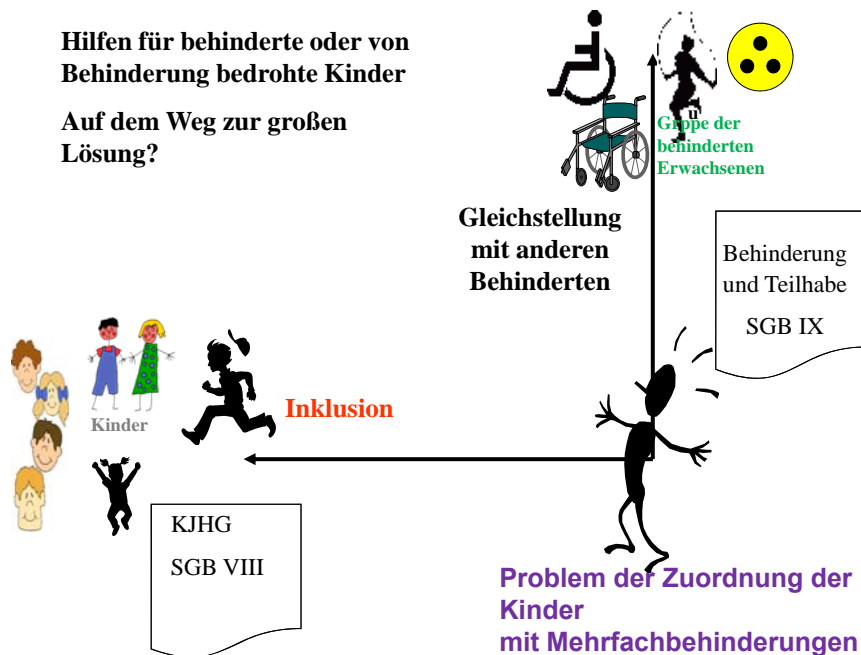 Hilfen für behinderte oder von
Behinderung bedrohte Kinder
Auf dem Weg zur großen
Lösung?
u
Grppe der
behinderten
Erwachsenen
Gleichstellung
mit anderen
Behinderten
Behinderung
und Teilhabe
SGB IX
Inklusion
Kinder
KJHG
SGB VIII
Problem der Zuordnung der
Kinder
mit Mehrfachbehinderungen